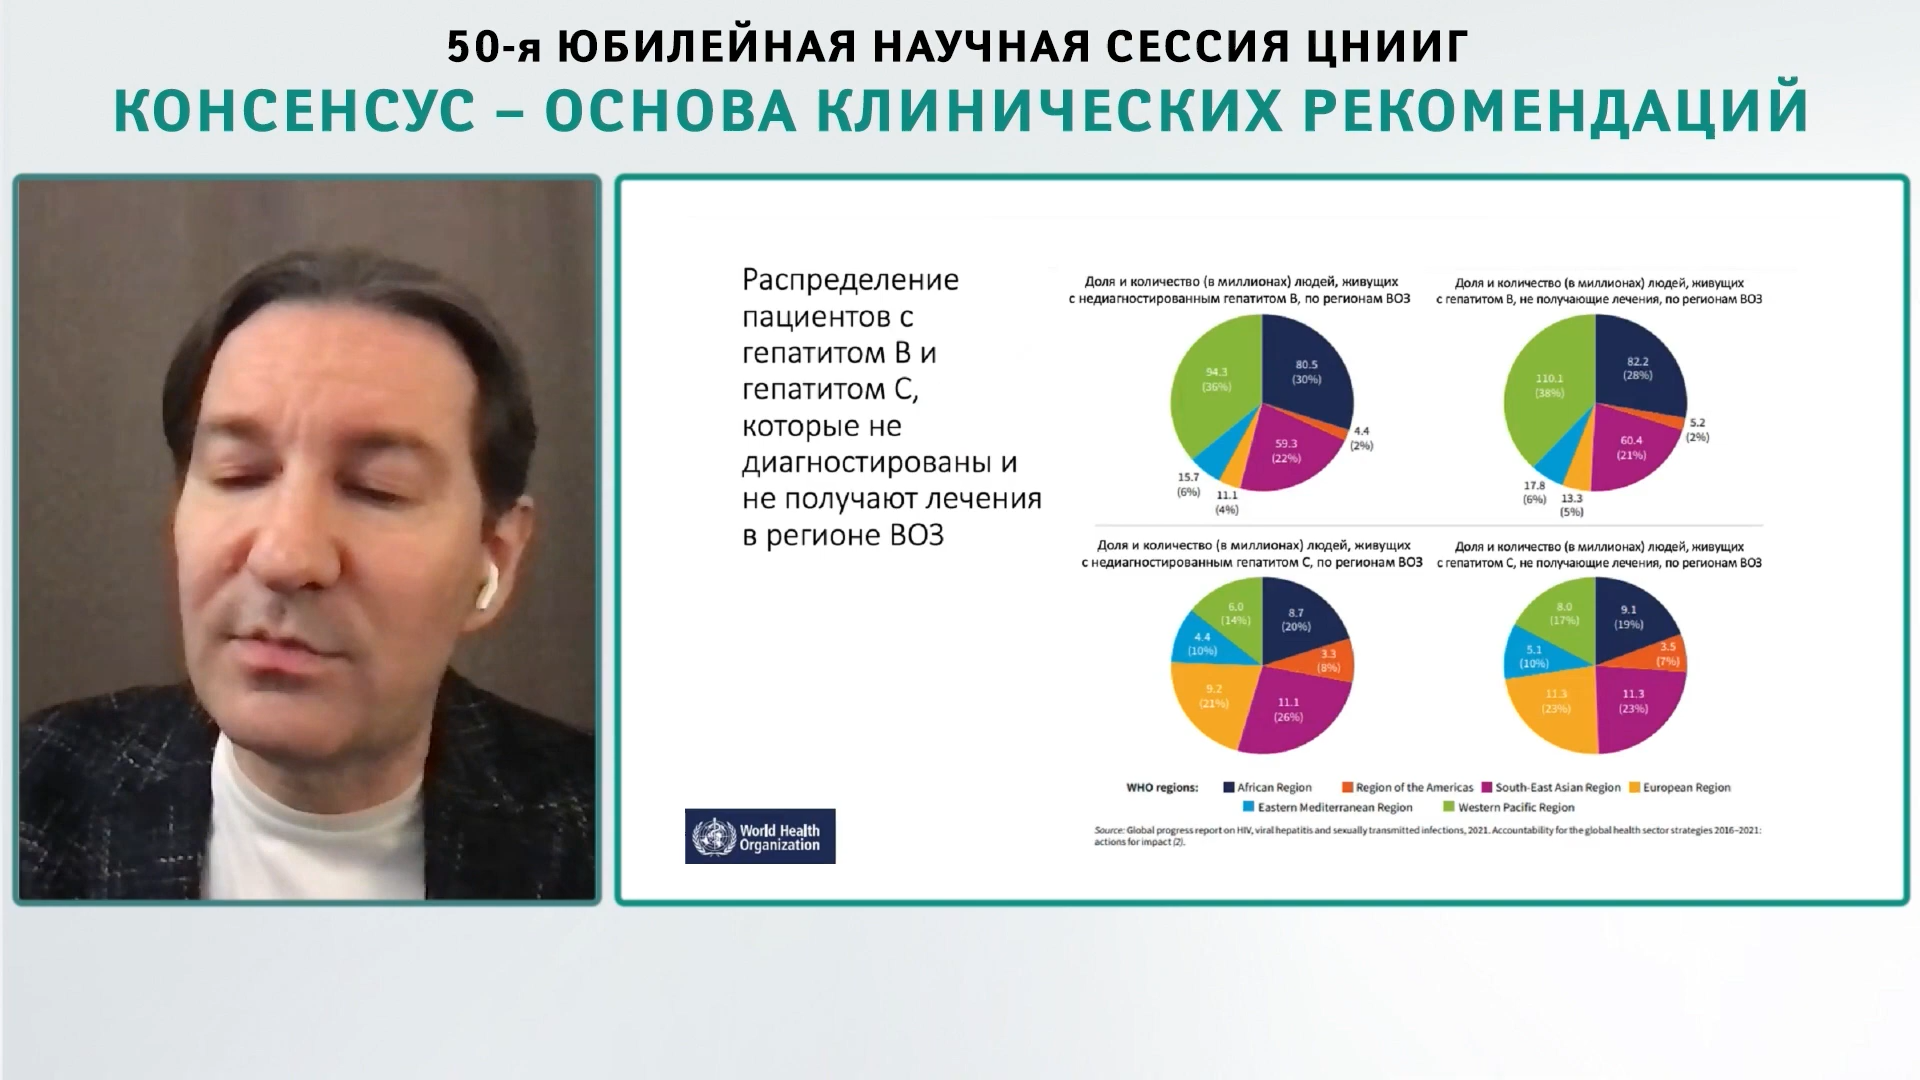 50-я ЮБИЛЕЙНАЯ НАУЧНАЯ СЕССИЯ ЦНИИГ
КОНСЕНСУС – ОСНОВА КЛИНИЧЕСКИХ РЕКОМЕНДАЦИЙ
Распределение
пациентов с
гепатитом В и
гепатитом С,
которые не
диагностированы и
не получают лечения
в регионе ВОЗ
World Health
Organization
Доля и количество (в миллионах) людей, живущих
с недиагностированным гепатитом В, по регионам ВОЗ
94.3
(36%)
80.5
(30%)
4.4
(2%)
59.3
(22%)
11.1
(4%)
15.7
(6%)
Доля и количество (в миллионах) людей, живущих
с гепатитом В, не получающие лечения, по регионам ВОЗ
110.1
(38%)
82.2
(28%)
5.2
(2%)
60.4
(21%)
13.3
(5%)
17.8
(6%)
Доля и количество (в миллионах) людей, живущих
с недиагностированным гепатитом С, по регионам ВОЗ
6.0
(14%)
8.7
(20%)
3.3
(8%)
11.1
(26%)
9.2
(21%)
4.4
(10%)
Доля и количество (в миллионах) людей, живущих
с гепатитом С, не получающие лечения, по регионам ВОЗ
8.0
(17%)
9.1
(19%)
3.5
(7%)
11.3
(23%)
11.3
(23%)
5.1
(10%)
WHO regions: African Region Region of the Americas South-East Asian Region European Region
Eastern Mediterranean Region Western Pacific Region
Source: Global progress report on HIV, viral hepatitis and sexually transmitted infections, 2021. Accountability for the global health sector strategies 2016–2021:
actions for impact (2).